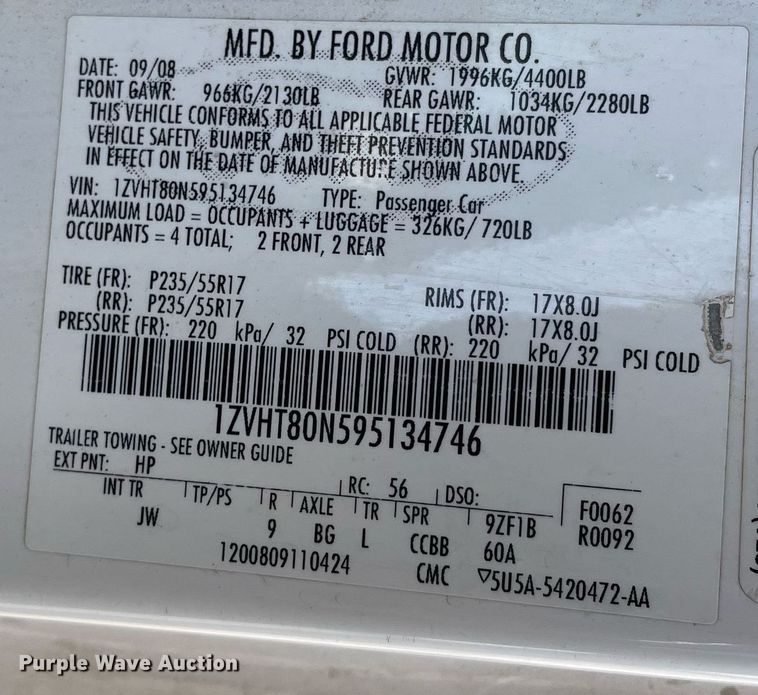 MFD. BY FORD MOTOR CO.
DATE: 09/08 GVWR: 1996KG/4400LB
FRONT GAWR: 966KG/2130LB REAR GAWR: 1034KG/2280LB
THIS VEHICLE CONFORMS TO ALL APPLICABLE FEDERAL MOTOR
VEHICLE SAFETY, BUMPER, AND THEFT PREVENTION STANDARDS
IN EFFECT ON THE DATE OF MANUFACTURE SHOWN ABOVE.
VIN: 1ZVHT80N595134746 TYPE: Passenger Car
MAXIMUM LOAD = OCCUPANTS + LUGGAGE = 326KG/ 720LB
OCCUPANTS = 4 TOTAL; 2 FRONT, 2 REAR
TIRE (FR): P235/55R17 RIMS (FR): 17X8.0J
(RR): P235/55R17 (RR): 17X8.0J
PRESSURE (FR): 220 kPa/ 32 PSI COLD (RR): 220 kPa/ 32 PSI COLD
1ZVHT80N595134746
TRAILER TOWING - SEE OWNER GUIDE
EXT PNT: HP RC: 56 DSO: F0062
INT TR TP/PS R AXLE TR SPR 9ZF1B R0092
JW 9 BG L CCBB 60A
1200809110424 CMC ▽5U5A-5420472-AA
Purple Wave Auction